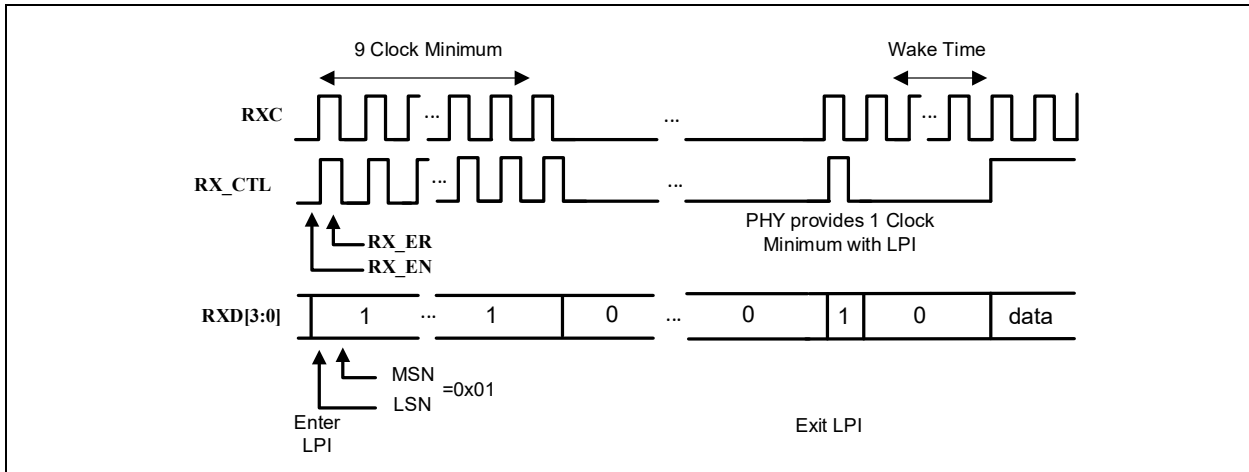 9 Clock Minimum Wake Time
RXC ... ... ...
RX_CTL ... ...
PHY provides 1 Clock
Minimum with LPI
RX_ER
RX_EN
RXD[3:0] 1 ... 1 0 ... 0 1 0 data
MSN
=0x01
LSN
Enter
LPI
Exit LPI